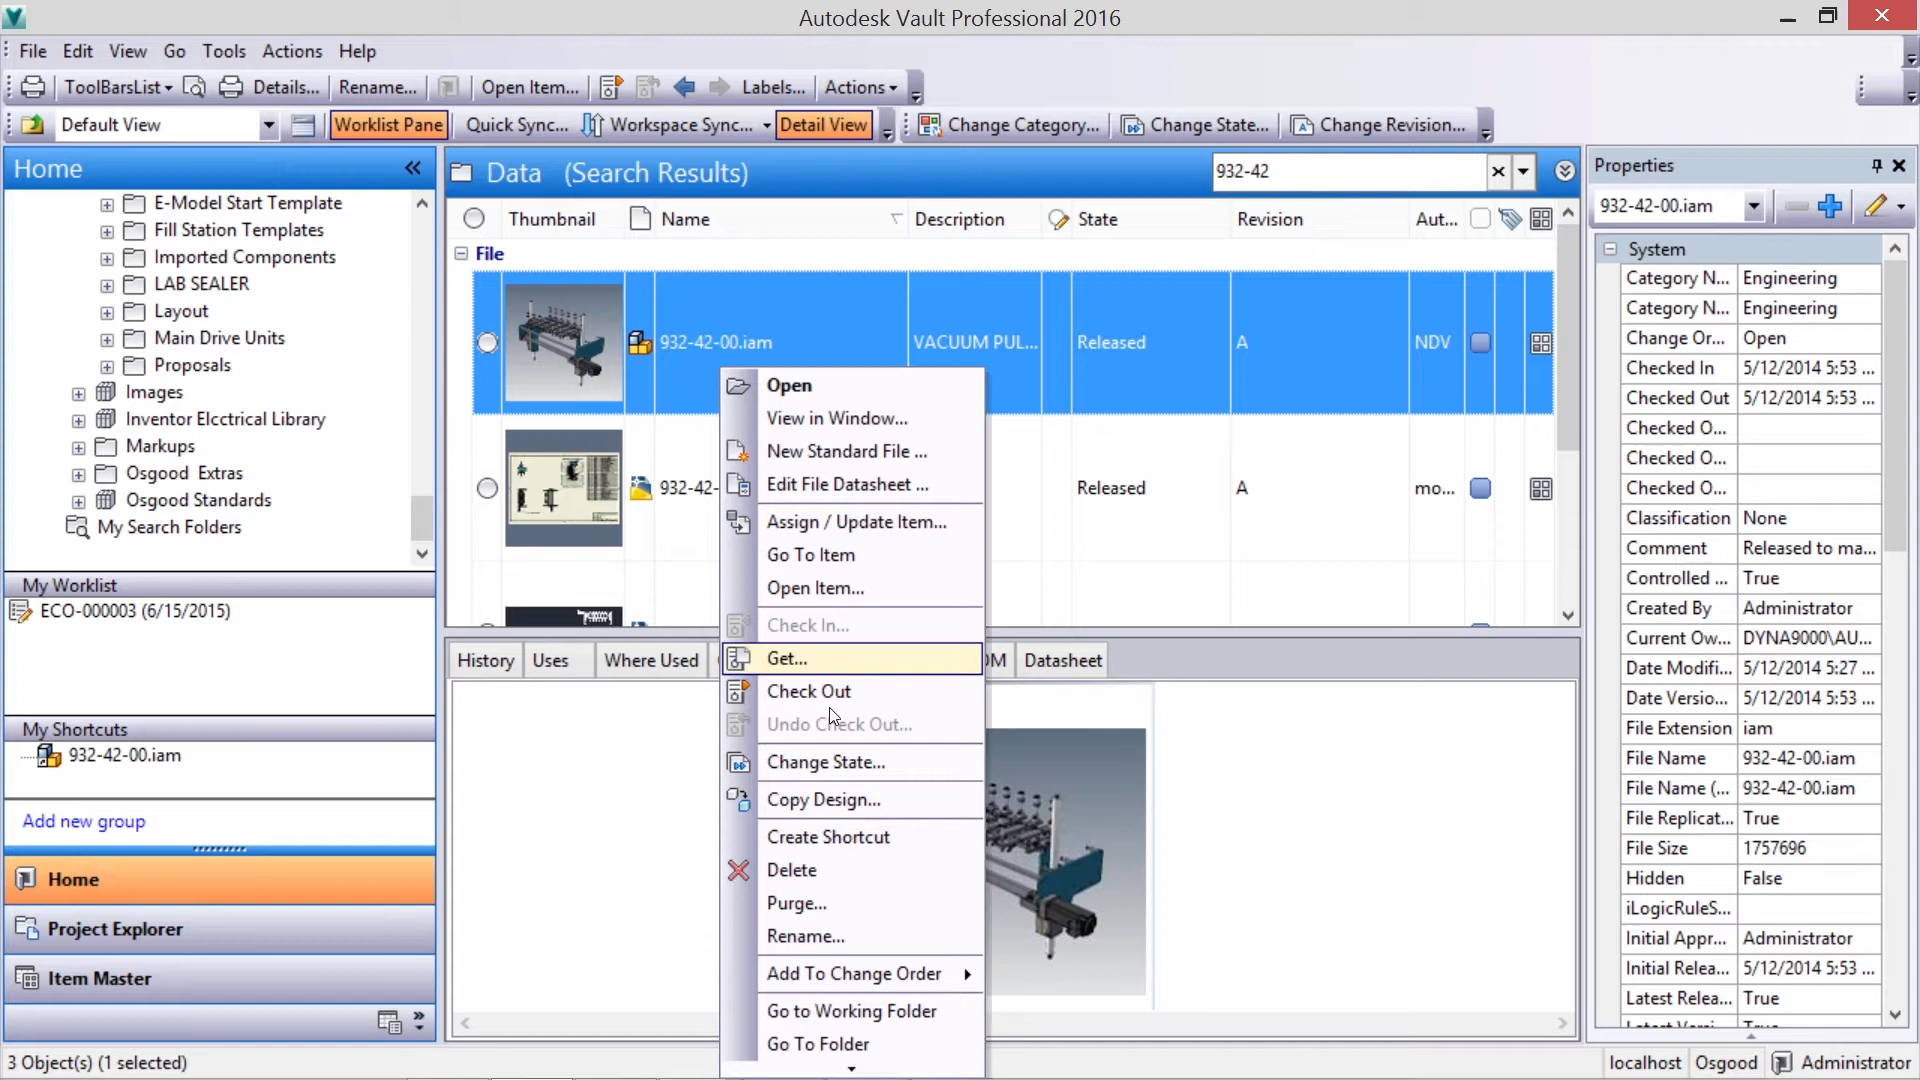 Autodesk Vault Professional 2016
File Edit View Go Tools Actions Help
ToolBarsList Details... Rename... Open Item... Labels... Actions
Default View Worklist Pane Quick Sync... Workspace Sync... Detail View Change Category... Change State... Change Revision...
Home
E-Model Start Template
Fill Station Templates
Imported Components
LAB SEALER
Layout
Main Drive Units
Proposals
Images
Inventor Elcctrical Library
Markups
Osgood Extras
Osgood Standards
My Search Folders
My Worklist
ECO-000003 (6/15/2015)
My Shortcuts
932-42-00.iam
Add new group
Home
Project Explorer
Item Master
Data (Search Results) 932-42
Thumbnail Name Description State Revision Aut...
File
932-42-00.iam VACUUM PUL... Released A NDV
932-42- Released A mo...
History Uses Where Used Datasheet
Open
View in Window...
New Standard File ...
Edit File Datasheet ...
Assign / Update Item...
Go To Item
Open Item...
Check In...
Get...
Check Out
Undo Check Out...
Change State...
Copy Design...
Create Shortcut
Delete
Purge...
Rename...
Add To Change Order
Go to Working Folder
Go To Folder
Properties
932-42-00.iam
System
Category N... Engineering
Category N... Engineering
Change Or... Open
Checked In 5/12/2014 5:53 ...
Checked Out 5/12/2014 5:53 ...
Checked O...
Checked O...
Checked O...
Classification None
Comment Released to ma...
Controlled ... True
Created By Administrator
Current Ow... DYNA9000\AU...
Date Modifi... 5/12/2014 5:27 ...
Date Versio... 5/12/2014 5:53 ...
File Extension iam
File Name 932-42-00.iam
File Name (... 932-42-00.iam
File Replicat... True
File Size 1757696
Hidden False
iLogicRuleS...
Initial Appr... Administrator
Initial Relea... 5/12/2014 5:53 ...
Latest Relea... True
3 Object(s) (1 selected) localhost Osgood Administrator